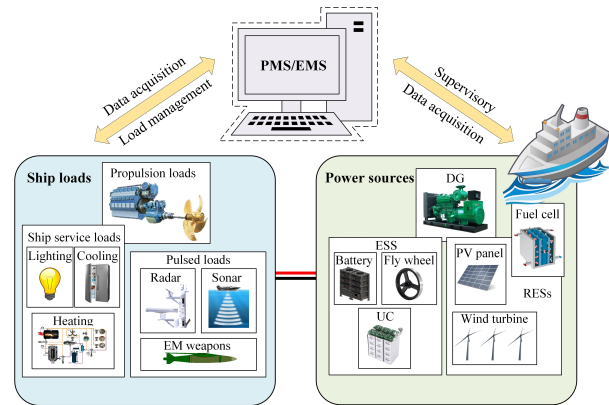 PMS/EMS
Data acquisition
Load management
Supervisory
Data acquisition
Ship loads
Propulsion loads
Ship service loads
Lighting
Cooling
Heating
Pulsed loads
Radar
Sonar
EM weapons
Power sources
DG
Fuel cell
ESS
Battery
Fly wheel
UC
PV panel
RESs
Wind turbine